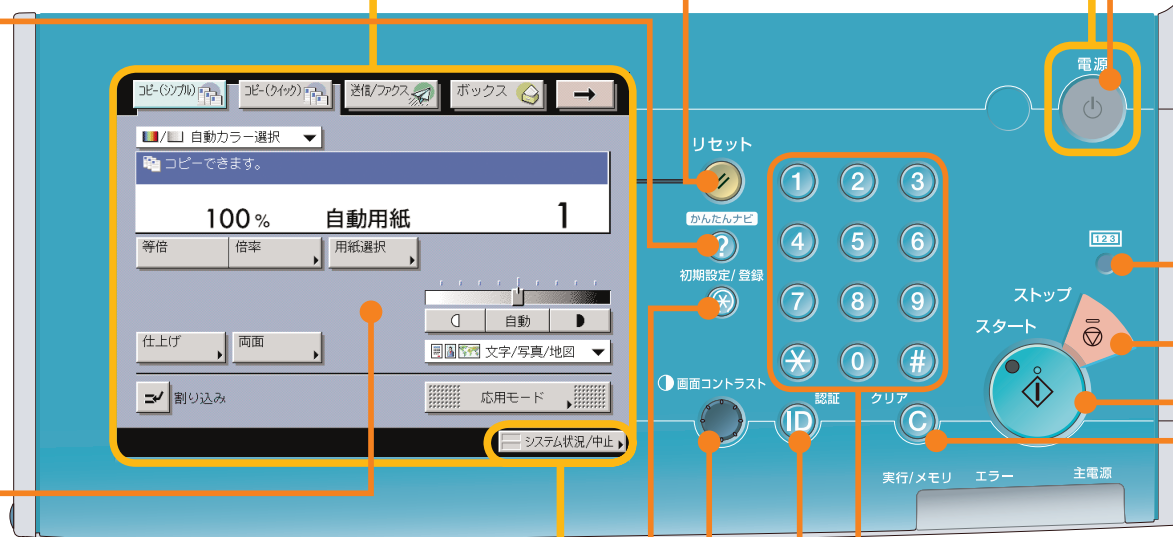 電源
コピー(シンプル)
コピー(クイック)
送信/ファクス
ボックス
→
/ 自動カラー選択
コピーできます。
100% 自動用紙 1
等倍
倍率
用紙選択
自動
仕上げ
両面
文字/写真/地図
割り込み
応用モード
システム状況/中止
リセット
かんたんナビ
?
初期設定/登録
画面コントラスト
1 2 3
4 5 6
7 8 9
0 #
認証
ID
クリア
C
123
ストップ
スタート
実行/メモリ エラー 主電源